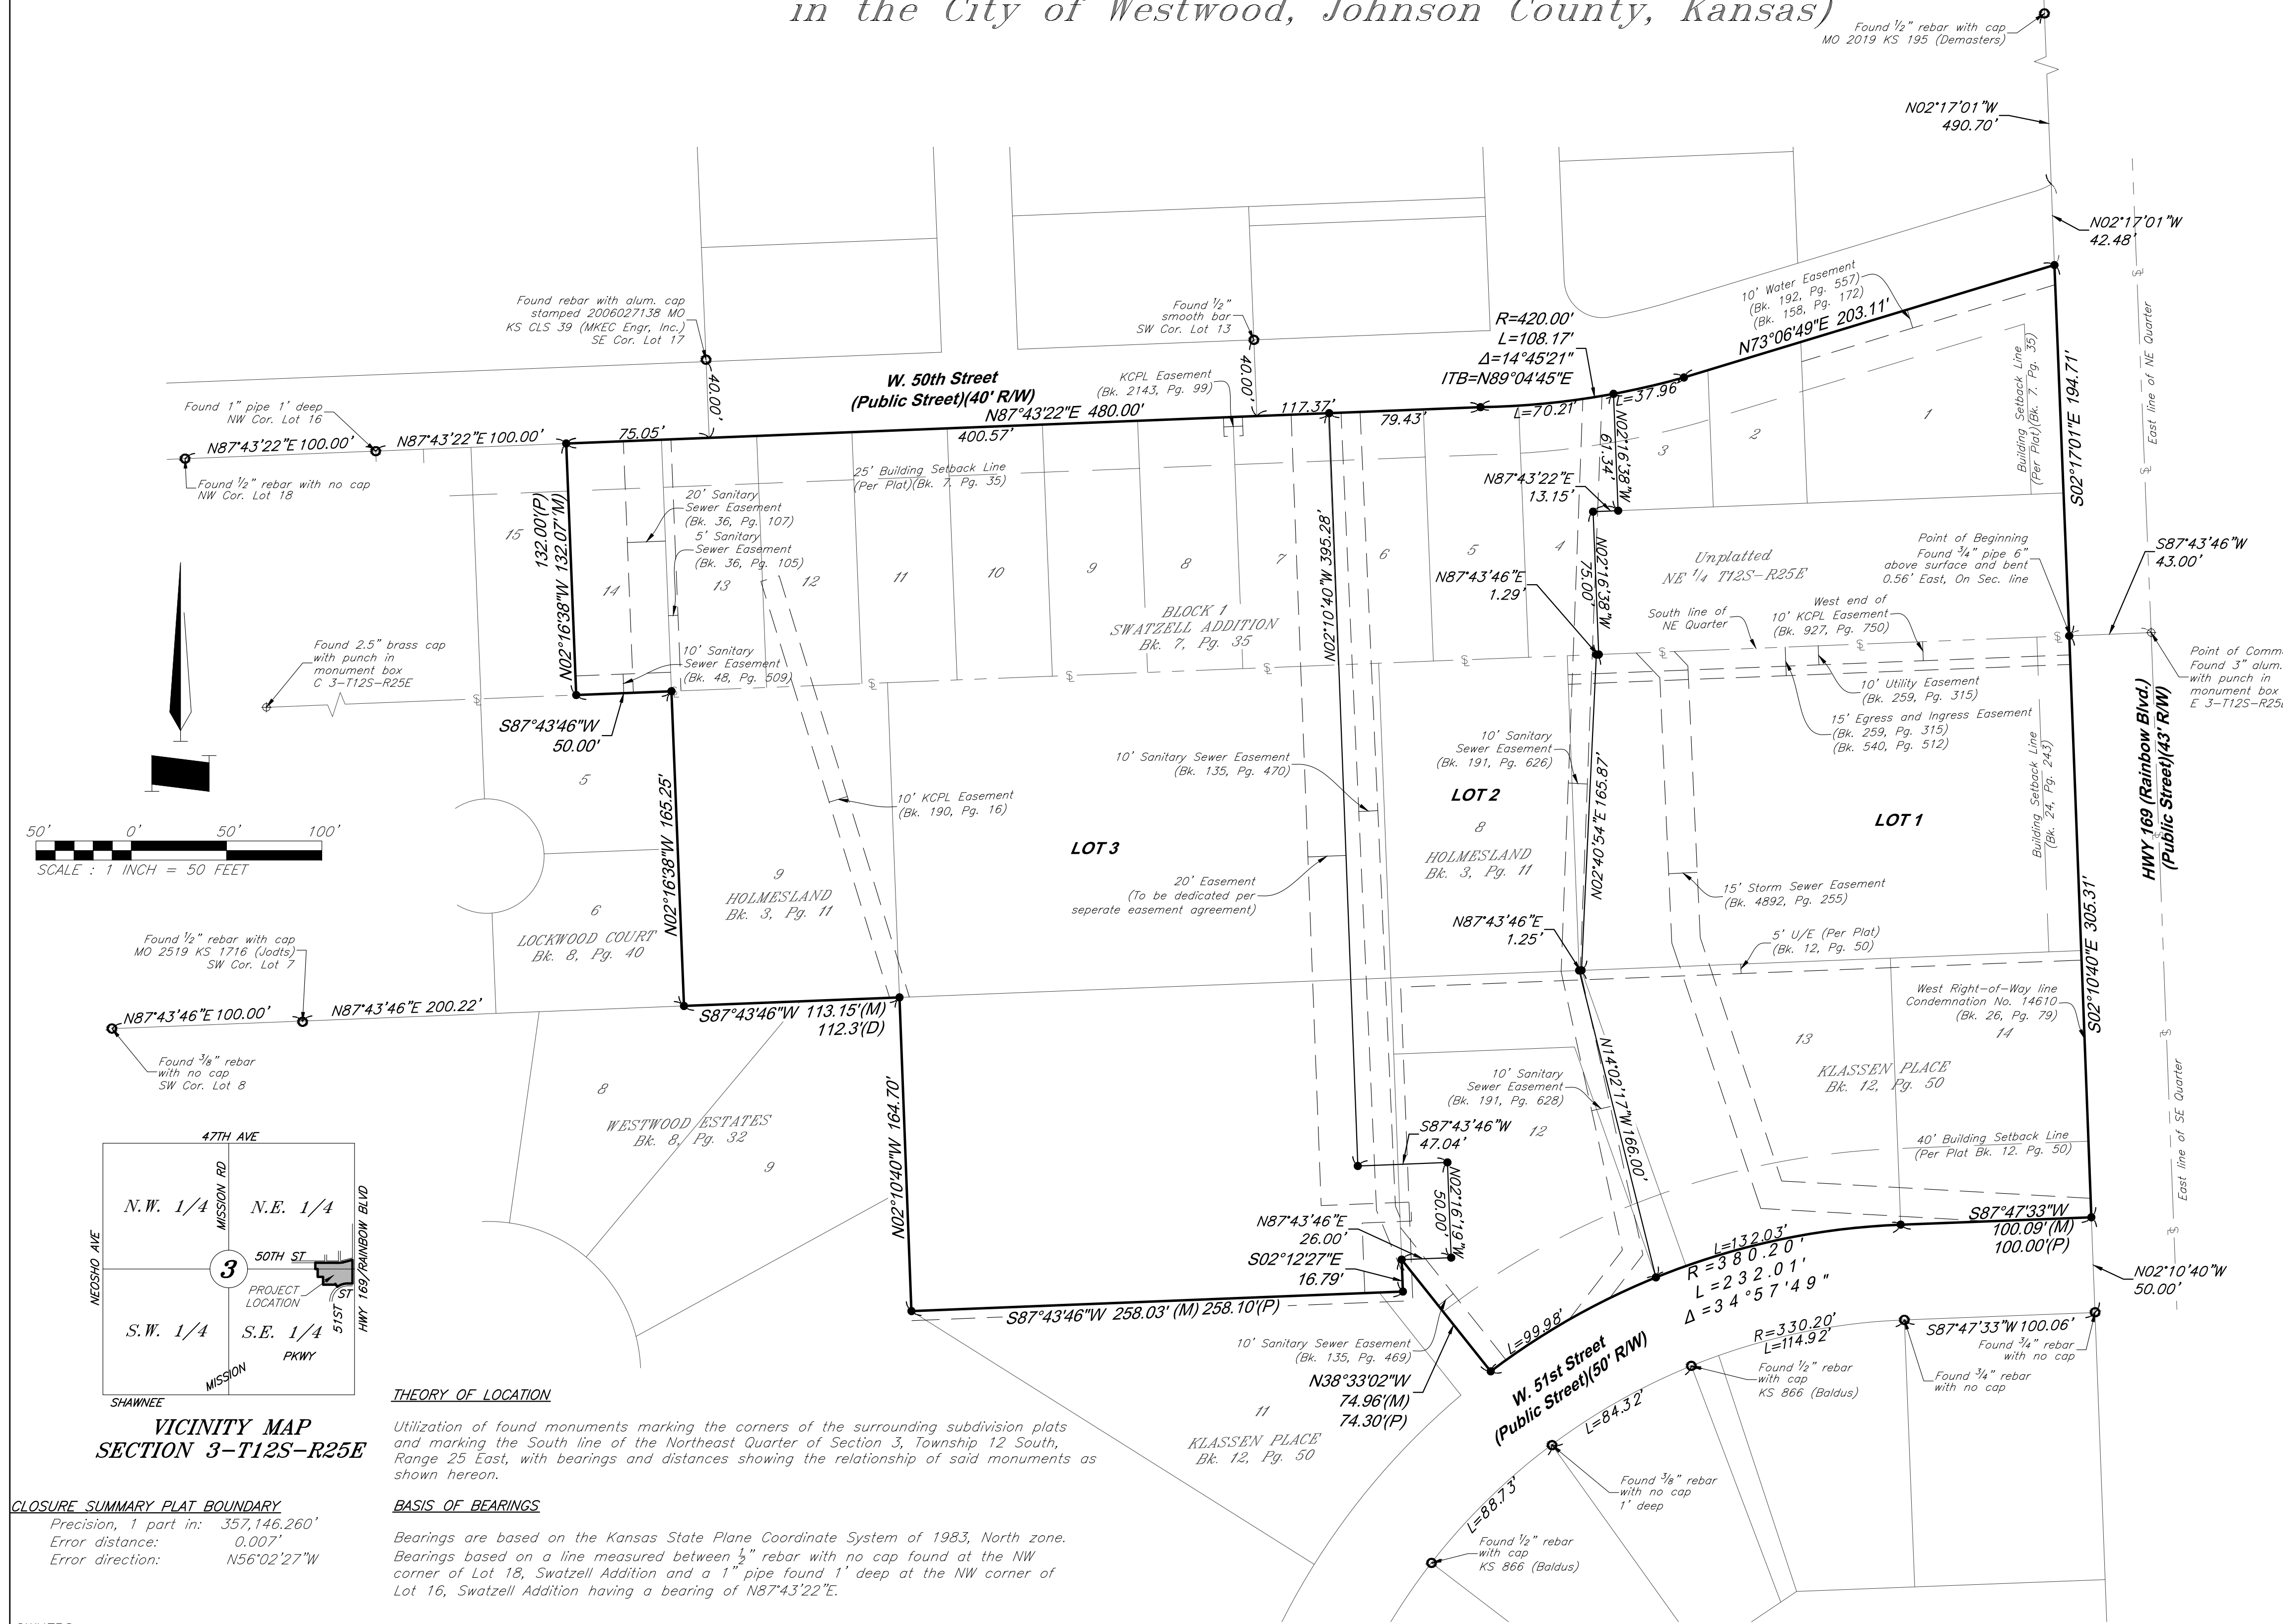 in the City of Westwood, Johnson County, Kansas)
Found 1/2" rebar with cap
MO 2019 KS 195 (Demasters)
N02°17'01"W
490.70'
N02°17'01"W
42.48'
10' Water Easement
(Bk. 192, Pg. 557)
(Bk. 158, Pg. 172)
N73°06'49"E 203.11'
Found rebar with alum. cap
stamped 2006027138 MO
KS CLS 39 (MKEC Engr, Inc.)
SE Cor. Lot 17
40.00'
Found 1/2"
smooth bar
SW Cor. Lot 13
40.00'
R=420.00'
L=108.17'
Δ=14°45'21"
ITB=N89°04'45"E
W. 50th Street
(Public Street)(40' R/W)
KCPL Easement
(Bk. 2143, Pg. 99)
N87°43'22"E 480.00'
75.05'
400.57'
117.37'
79.43'
L=70.21'
L=37.96'
Found 1" pipe 1' deep
NW Cor. Lot 16
N87°43'22"E 100.00'
N87°43'22"E 100.00'
Found 1/2" rebar with no cap
NW Cor. Lot 18
25' Building Setback Line
(Per Plat)(Bk. 7. Pg. 35)
Building Setback Line
(Per Plat)(Bk. 7. Pg. 35)
East line of NE Quarter
S02°17'01"E 194.71'
N02°16'38"W
61.34'
N87°43'22"E
13.15'
1
2
3
4
5
6
7
8
9
10
11
12
13
14
15
132.00'(P)
N02°16'38"W 132.07'(M)
20' Sanitary
Sewer Easement
(Bk. 36, Pg. 107)
5' Sanitary
Sewer Easement
(Bk. 36, Pg. 105)
10' Sanitary
Sewer Easement
(Bk. 48, Pg. 509)
BLOCK 1
SWATZELL ADDITION
Bk. 7, Pg. 35
N02°10'40"W 395.28'
N87°43'46"E
1.29'
N02°16'38"W
75.00'
Unplatted
NE 1/4 T12S-R25E
Point of Beginning
Found 3/4" pipe 6"
above surface and bent
0.56' East, On Sec. line
S87°43'46"W
43.00'
South line of
NE Quarter
West end of
10' KCPL Easement
(Bk. 927, Pg. 750)
Point of Comm
Found 3" alum.
with punch in
monument box
E 3-T12S-R25
Found 2.5" brass cap
with punch in
monument box
C 3-T12S-R25E
S87°43'46"W
50.00'
10' Utility Easement
(Bk. 259, Pg. 315)
15' Egress and Ingress Easement
(Bk. 259, Pg. 315)
(Bk. 540, Pg. 512)
Building Setback Line
(Bk. 24, Pg. 243)
HWY 169 (Rainbow Blvd.)
(Public Street)(43' R/W)
5
N02°16'38"W 165.25'
10' KCPL Easement
(Bk. 190, Pg. 16)
10' Sanitary Sewer Easement
(Bk. 135, Pg. 470)
10' Sanitary
Sewer Easement
(Bk. 191, Pg. 626)
LOT 2
8
HOLMESLAND
Bk. 3, Pg. 11
N02°40'54"E 165.87'
LOT 1
LOT 3
50' 0' 50' 100'
SCALE : 1 INCH = 50 FEET
9
HOLMESLAND
Bk. 3, Pg. 11
6
LOCKWOOD COURT
Bk. 8, Pg. 40
20' Easement
(To be dedicated per
seperate easement agreement)
15' Storm Sewer Easement
(Bk. 4892, Pg. 255)
N87°43'46"E
1.25'
5' U/E (Per Plat)
(Bk. 12, Pg. 50)
S02°10'40"E 305.31'
Found 1/2" rebar with cap
MO 2519 KS 1716 (Jodts)
SW Cor. Lot 7
N87°43'46"E 100.00'
N87°43'46"E 200.22'
S87°43'46"W 113.15'(M)
112.3'(D)
Found 3/8" rebar
with no cap
SW Cor. Lot 8
West Right-of-Way line
Condemnation No. 14610
(Bk. 26, Pg. 79)
13
14
KLASSEN PLACE
Bk. 12, Pg. 50
N14°02'17"W 166.00'
10' Sanitary
Sewer Easement
(Bk. 191, Pg. 628)
12
8
WESTWOOD ESTATES
Bk. 8, Pg. 32
9
N02°10'40"W 164.70'
S87°43'46"W
47.04'
N02°16'19"W
50.00'
40' Building Setback Line
(Per Plat Bk. 12. Pg. 50)
East line of SE Quarter
N87°43'46"E
26.00'
S02°12'27"E
16.79'
S87°43'46"W 258.03' (M) 258.10'(P)
L=132.03'
R=380.20'
L=232.01'
Δ=34°57'49"
S87°47'33"W
100.09'(M)
100.00'(P)
N02°10'40"W
50.00'
L=99.98'
10' Sanitary Sewer Easement
(Bk. 135, Pg. 469)
N38°33'02"W
74.96'(M)
74.30'(P)
W. 51st Street
(Public Street)(50' R/W)
R=330.20'
L=114.92'
S87°47'33"W 100.06'
Found 3/4" rebar
with no cap
Found 3/4" rebar
with no cap
Found 1/2" rebar
with cap
KS 866 (Baldus)
L=84.32'
11
KLASSEN PLACE
Bk. 12, Pg. 50
Found 3/8" rebar
with no cap
1' deep
L=88.73'
Found 1/2" rebar
with cap
KS 866 (Baldus)
47TH AVE
N.W. 1/4
MISSION RD
N.E. 1/4
NEOSHO AVE
50TH ST
3
PROJECT
LOCATION
51ST
ST
HWY 169/RAINBOW BLVD
S.W. 1/4
S.E. 1/4
PKWY
MISSION
SHAWNEE
VICINITY MAP
SECTION 3-T12S-R25E
THEORY OF LOCATION
Utilization of found monuments marking the corners of the surrounding subdivision plats
and marking the South line of the Northeast Quarter of Section 3, Township 12 South,
Range 25 East, with bearings and distances showing the relationship of said monuments as
shown hereon.
CLOSURE SUMMARY PLAT BOUNDARY
Precision, 1 part in: 357,146.260'
Error distance: 0.007'
Error direction: N56°02'27"W
BASIS OF BEARINGS
Bearings are based on the Kansas State Plane Coordinate System of 1983, North zone.
Bearings based on a line measured between 1/2" rebar with no cap found at the NW
corner of Lot 18, Swatzell Addition and a 1" pipe found 1' deep at the NW corner of
Lot 16, Swatzell Addition having a bearing of N87°43'22"E.